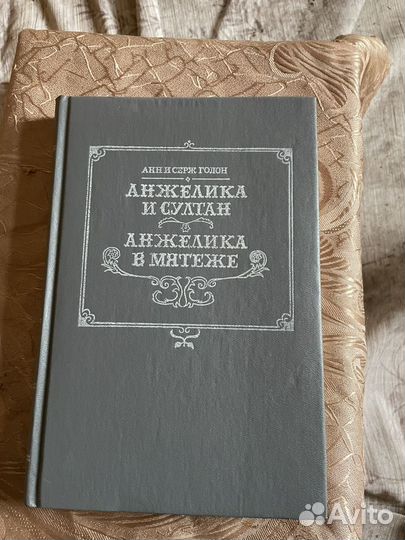 АНН И СЕРЖ ГОЛОН
АНЖЕЛИКА
И СУЛТАН
АНЖЕЛИКА
В МЯТЕЖЕ
Avito